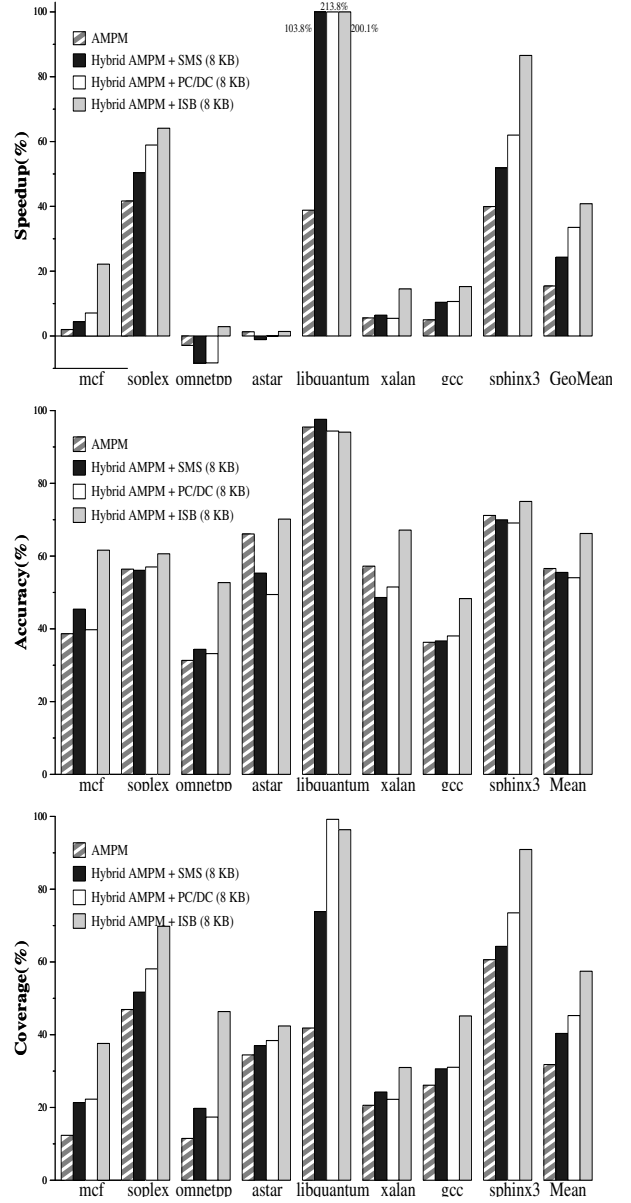 213.8%
103.8% 200.1%
100
80
60
40
20
0
Speedup(%)
AMPM
Hybrid AMPM + SMS (8 KB)
Hybrid AMPM + PC/DC (8 KB)
Hybrid AMPM + ISB (8 KB)
mcf soplex omnetpp astar libquantum xalan gcc sphinx3 GeoMean
100
80
60
40
20
0
Accuracy(%)
AMPM
Hybrid AMPM + SMS (8 KB)
Hybrid AMPM + PC/DC (8 KB)
Hybrid AMPM + ISB (8 KB)
mcf soplex omnetpp astar libquantum xalan gcc sphinx3 Mean
100
80
60
40
20
0
Coverage(%)
AMPM
Hybrid AMPM + SMS (8 KB)
Hybrid AMPM + PC/DC (8 KB)
Hybrid AMPM + ISB (8 KB)
mcf soplex omnetpp astar libquantum xalan gcc sphinx3 Mean